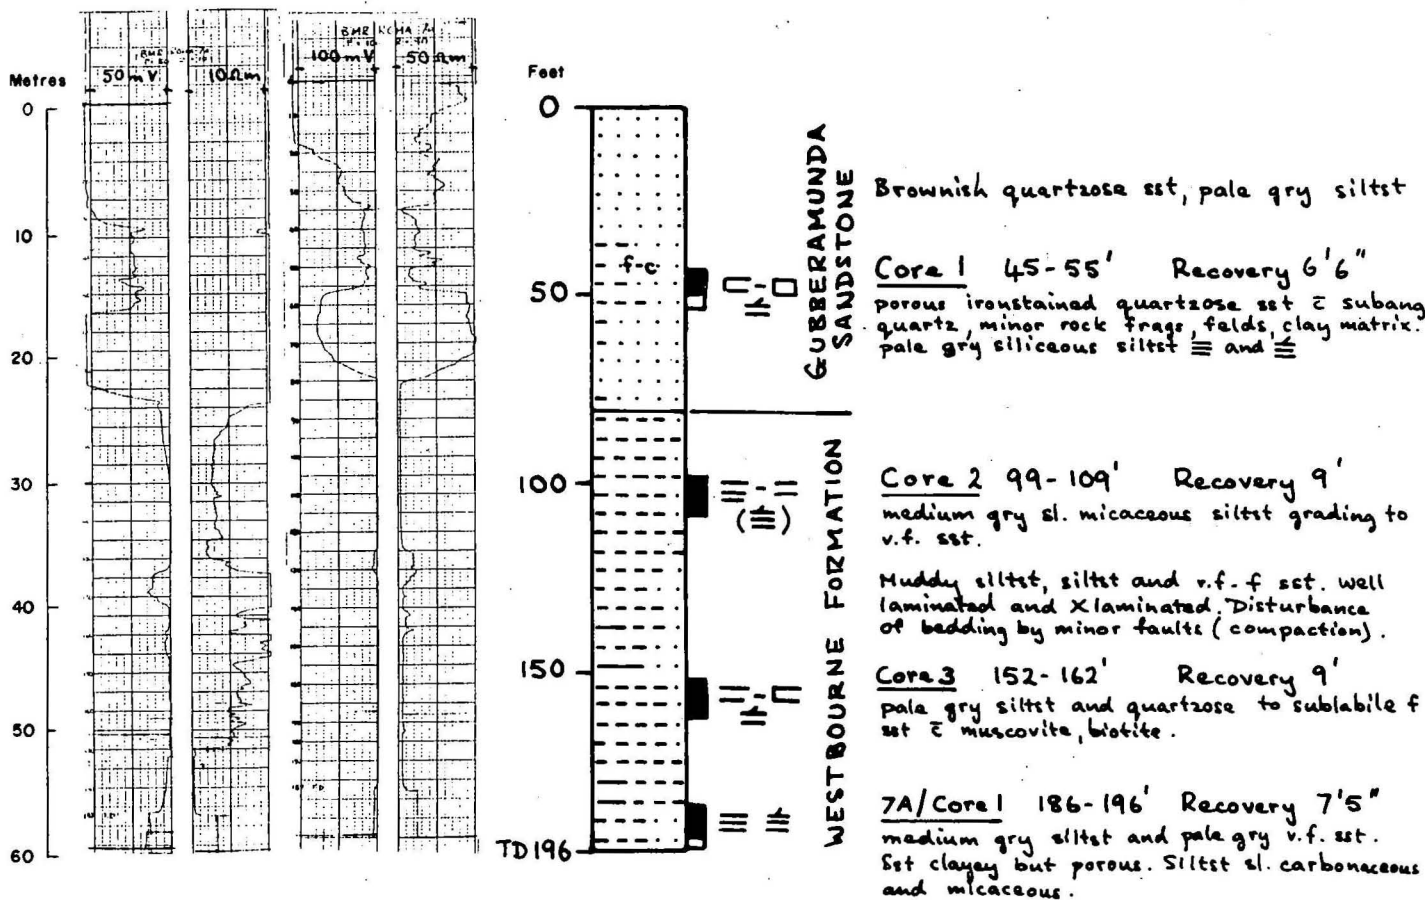 Metres
50 mV
10 Ωm
BMR
100 mV
50 Ωm
0
10
20
30
40
50
60
Feet
0
50
100
150
TD 196
f-c
GUBBERAMUNDA
SANDSTONE
WESTBOURNE FORMATION
Brownish quartzose sst, pale gry siltst
Core 1 45-55' Recovery 6'6"
porous ironstained quartzose sst c̄ subang
quartz, minor rock frags, felds, clay matrix.
pale gry siliceous siltst ≡ and ≡
Core 2 99-109' Recovery 9'
medium gry sl. micaceous siltst grading to
v.f. sst.
Muddy siltst, siltst and v.f.-f sst. well
laminated and Xlaminated. Disturbance
of bedding by minor faults (compaction).
Core 3 152-162' Recovery 9'
pale gry siltst and quartzose to sublabile f
sst c̄ muscovite, biotite.
7A/Core 1 186-196' Recovery 7'5"
medium gry siltst and pale gry v.f. sst.
Sst clayey but porous. Siltst sl. carbonaceous
and micaceous.